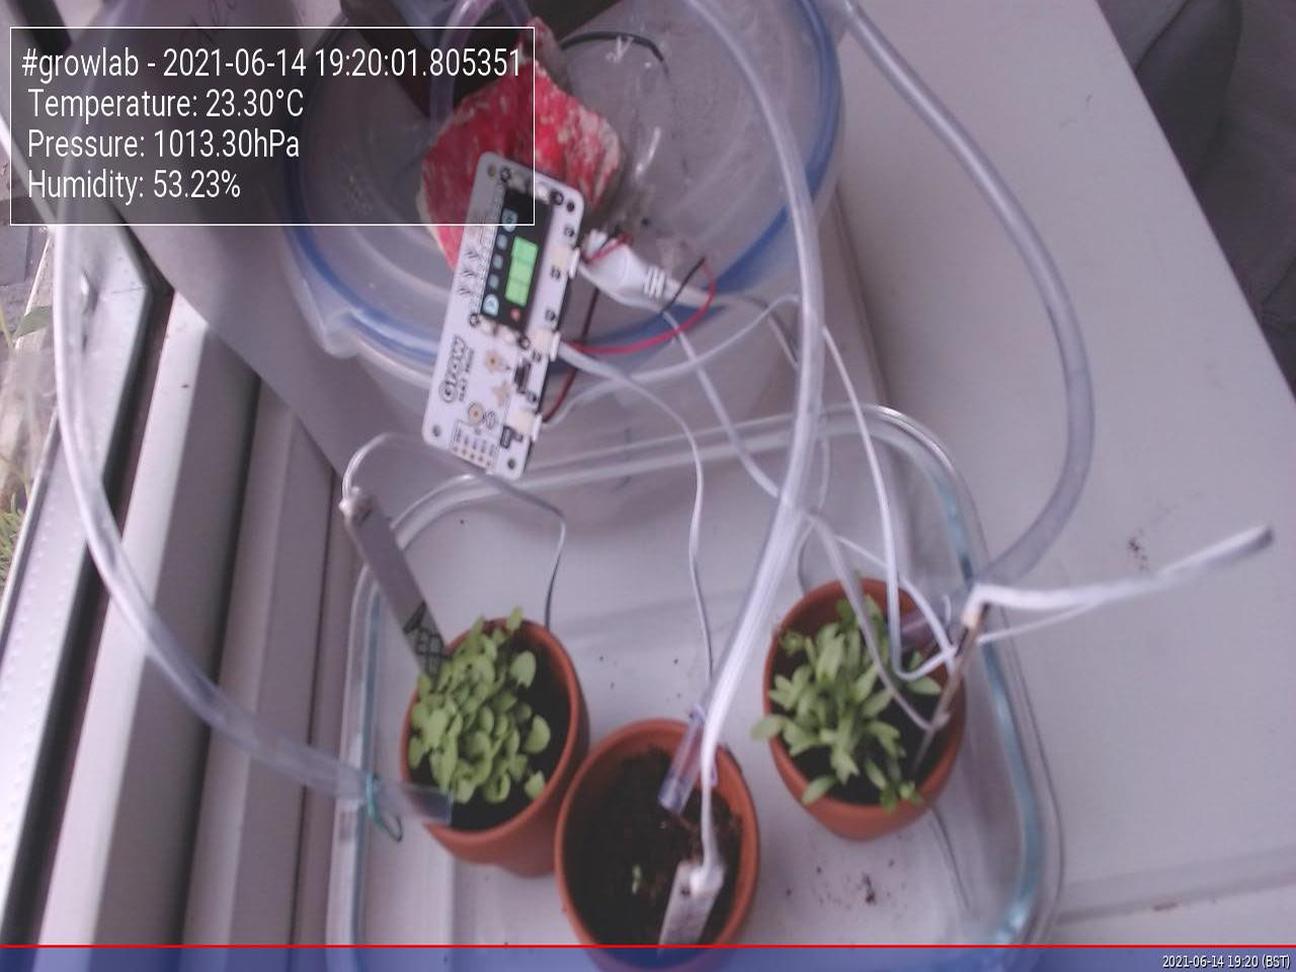 #growlab - 2021-06-14 19:20:01.805351
Temperature: 23.30°C
Pressure: 1013.30hPa
Humidity: 53.23%
GROW
2021-06-14 19:20 (BST)